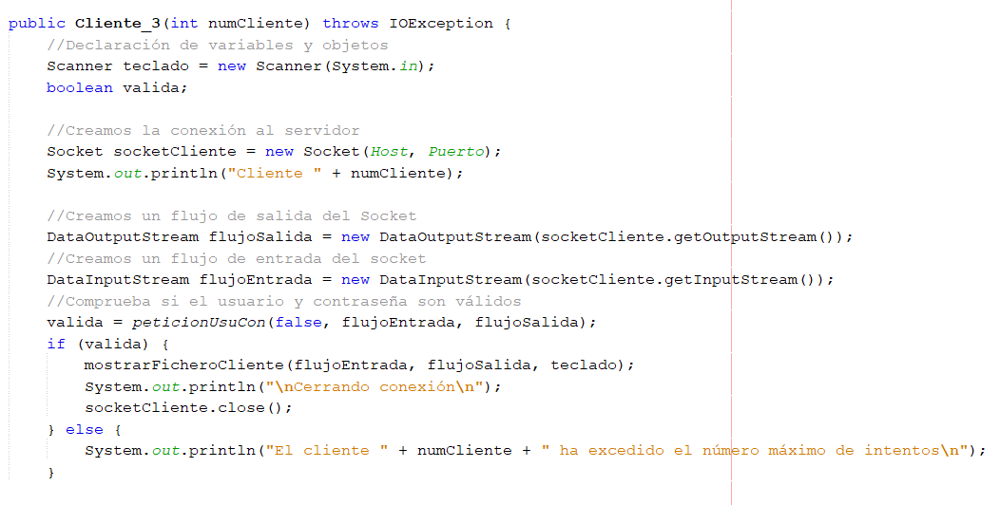 public Cliente_3(int numCliente) throws IOException {
//Declaración de variables y objetos
Scanner teclado = new Scanner(System.in);
boolean valida;
//Creamos la conexión al servidor
Socket socketCliente = new Socket(Host, Puerto);
System.out.println("Cliente " + numCliente);
//Creamos un flujo de salida del Socket
DataOutputStream flujoSalida = new DataOutputStream(socketCliente.getOutputStream());
//Creamos un flujo de entrada del socket
DataInputStream flujoEntrada = new DataInputStream(socketCliente.getInputStream());
//Comprueba si el usuario y contraseña son válidos
valida = peticionUsuCon(false, flujoEntrada, flujoSalida);
if (valida) {
mostrarFicheroCliente(flujoEntrada, flujoSalida, teclado);
System.out.println("\nCerrando conexión\n");
socketCliente.close();
} else {
System.out.println("El cliente " + numCliente + " ha excedido el número máximo de intentos\n");
}